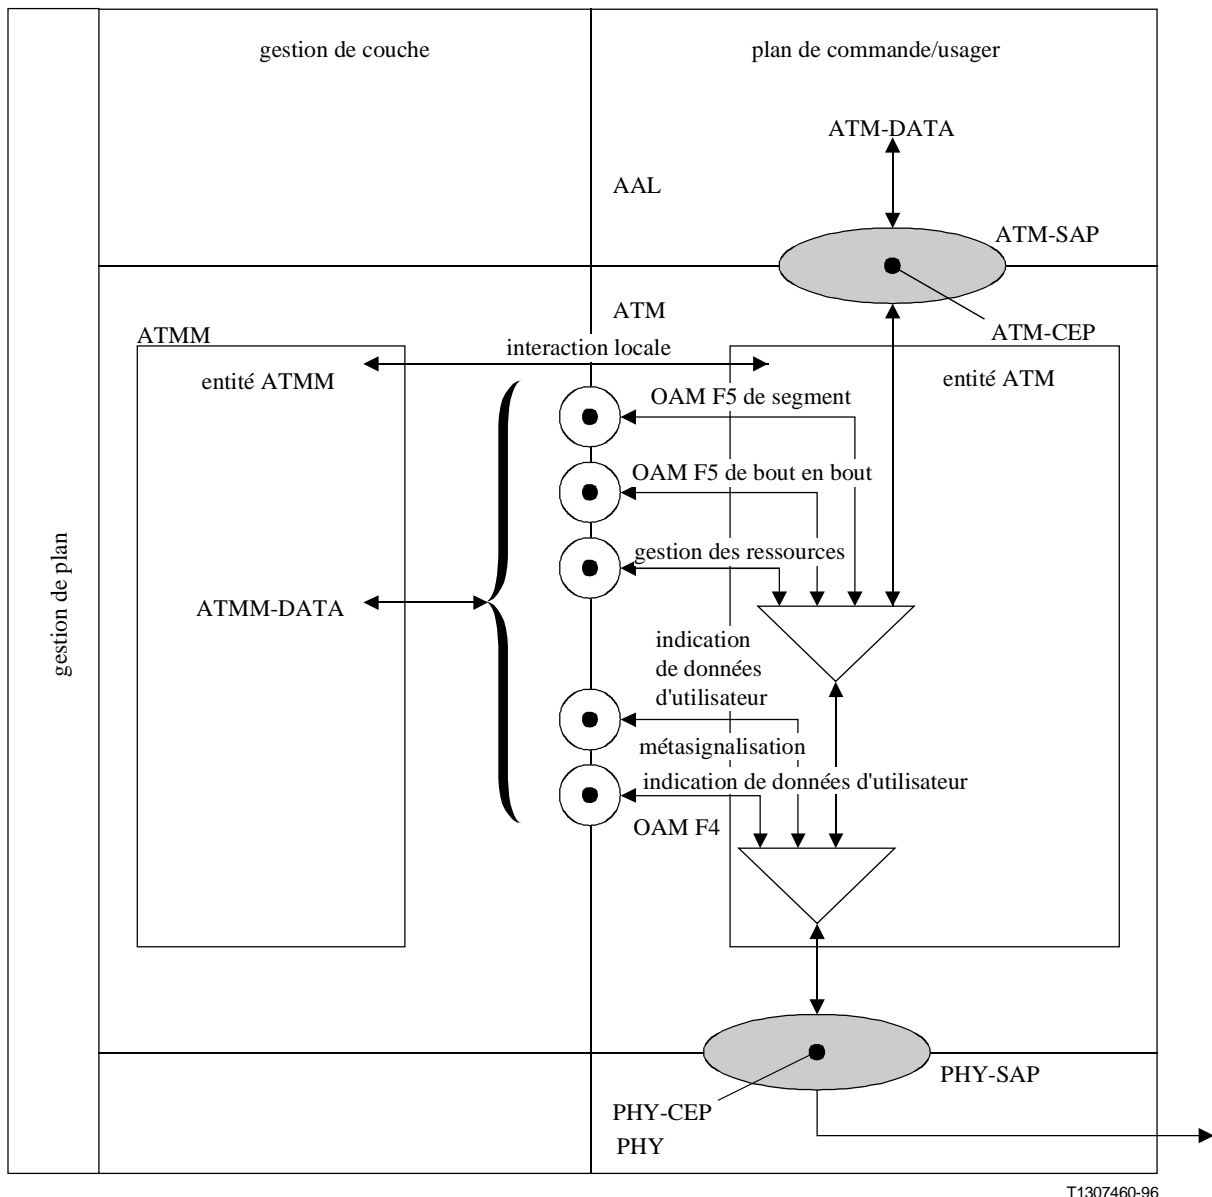 gestion de couche
plan de commande/usager
ATM-DATA
AAL
ATM-SAP
ATM
ATM-CEP
ATMM
interaction locale
entité ATMM
entité ATM
OAM F5 de segment
OAM F5 de bout en bout
gestion des ressources
gestion de plan
ATMM-DATA
indication
de données
d'utilisateur
métasignalisation
indication de données d'utilisateur
OAM F4
PHY-SAP
PHY-CEP
PHY
T1307460-96